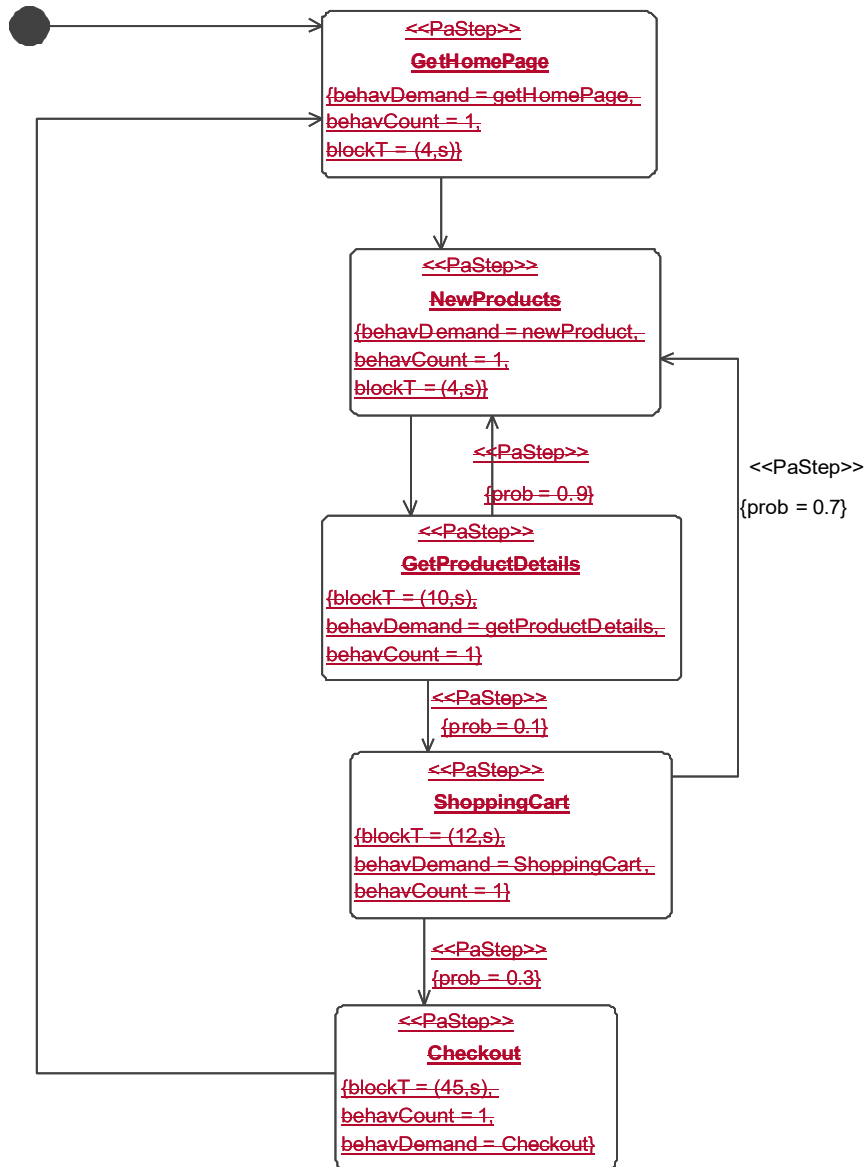 <<PaStep>>
GetHomePage
{behavDemand = getHomePage,
behavCount = 1,
blockT = (4,s)}
<<PaStep>>
NewProducts
{behavDemand = newProduct,
behavCount = 1,
blockT = (4,s)}
<<PaStep>>
{prob = 0.9}
<<PaStep>>
{prob = 0.7}
<<PaStep>>
GetProductDetails
{blockT = (10,s),
behavDemand = getProductDetails,
behavCount = 1}
<<PaStep>>
{prob = 0.1}
<<PaStep>>
ShoppingCart
{blockT = (12,s),
behavDemand = ShoppingCart,
behavCount = 1}
<<PaStep>>
{prob = 0.3}
<<PaStep>>
Checkout
{blockT = (45,s),
behavCount = 1,
behavDemand = Checkout}